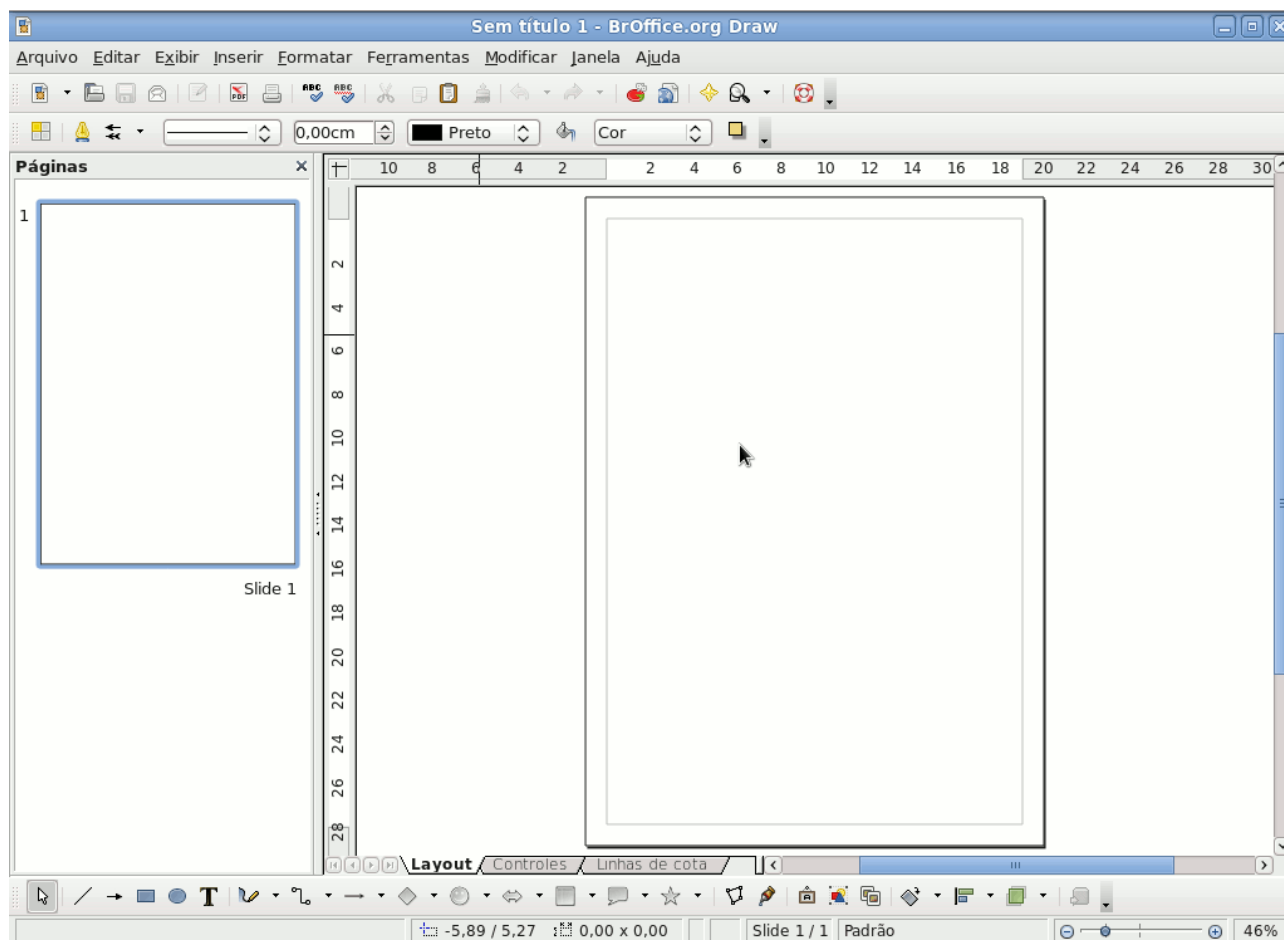 Sem título 1 - BrOffice.org Draw
Arquivo Editar Exibir Inserir Formatar Ferramentas Modificar Janela Ajuda
PDF ABC ABC
0,00cm Preto Cor
Páginas
10 8 6 4 2 2 4 6 8 10 12 14 16 18 20 22 24 26 28 30
1
2
4
6
8
10
12
14
16
Slide 1
18
20
22
24
26
28
Layout Controles Linhas de cota
T
-5,89 / 5,27 0,00 x 0,00 Slide 1 / 1 Padrão 46%